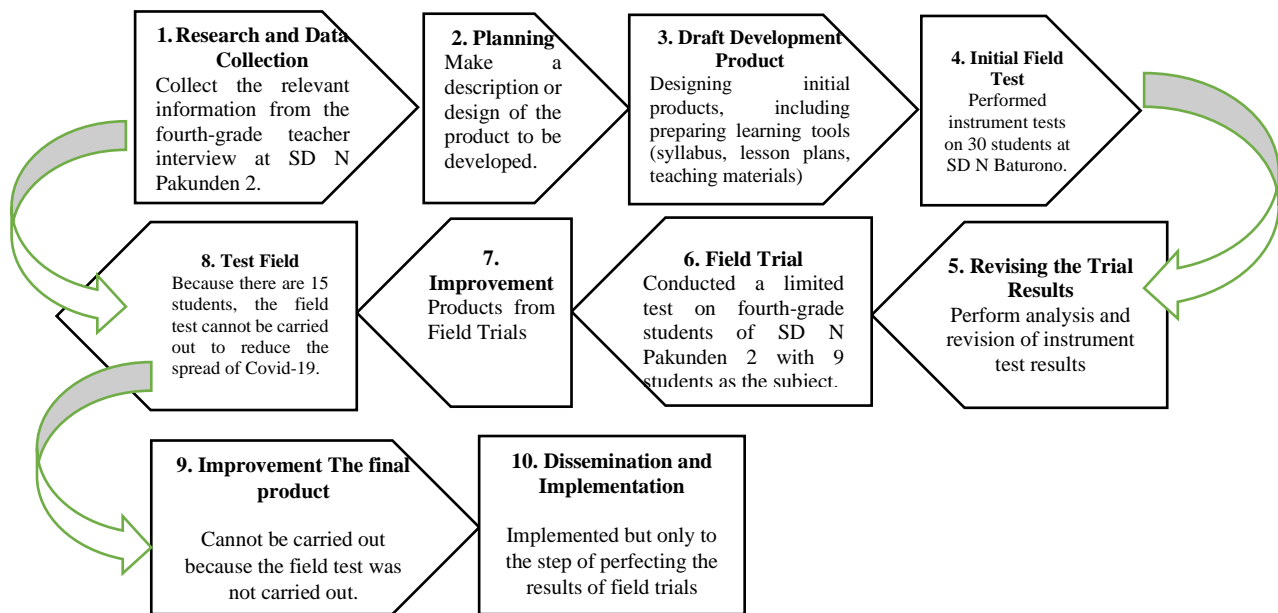 1. Research and Data
Collection
Collect the relevant
information from the
fourth-grade teacher
interview at SD N
Pakunden 2.
2. Planning
Make a
description or
design of the
product to be
developed.
3. Draft Development
Product
Designing initial
products, including
preparing learning tools
(syllabus, lesson plans,
teaching materials)
4. Initial Field
Test
Performed
instrument tests
on 30 students at
SD N Baturono.
5. Revising the Trial
Results
Perform analysis and
revision of instrument
test results
6. Field Trial
Conducted a
limited test on fourth-grade
students of SD N
Pakunden 2 with 9
students as the subject.
7.
Improvement
Products from
Field Trials
8. Test Field
Because there are 15
students, the field
test cannot be carried
out to reduce the
spread of Covid-19.
9. Improvement The final
product
Cannot be carried out
because the field test was
not carried out.
10. Dissemination and
Implementation
Implemented but only to
the step of perfecting the
results of field trials